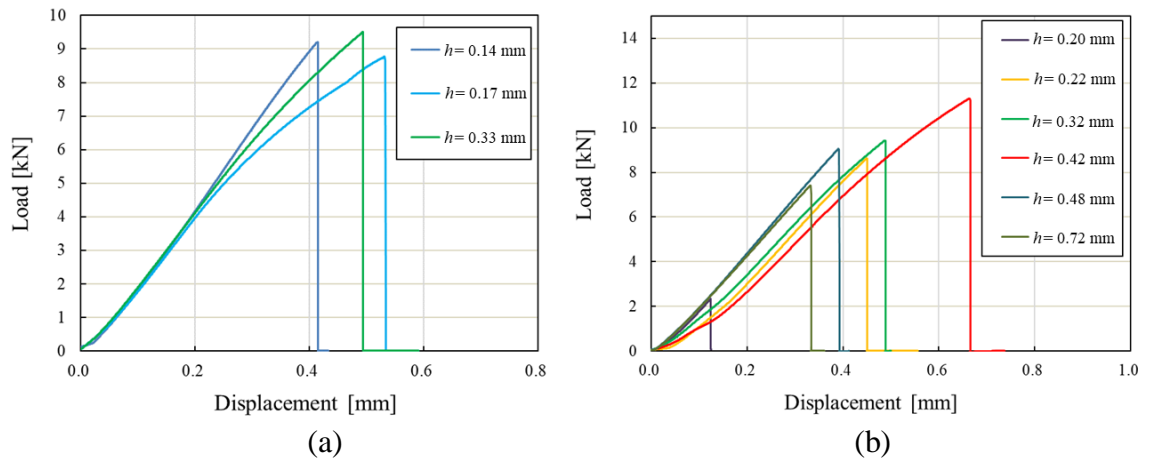 10
9
8
7
6
5
4
3
2
1
0
Load [kN]
0.0 0.2 0.4 0.6 0.8
Displacement [mm]
h= 0.14 mm
h= 0.17 mm
h= 0.33 mm
(a)
14
12
10
8
6
4
2
0
Load [kN]
0.0 0.2 0.4 0.6 0.8 1.0
Displacement [mm]
h= 0.20 mm
h= 0.22 mm
h= 0.32 mm
h= 0.42 mm
h= 0.48 mm
h= 0.72 mm
(b)